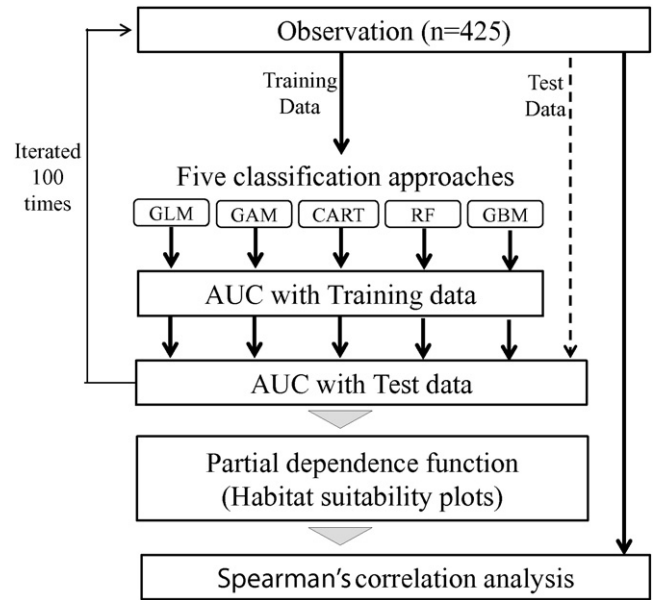 Observation (n=425)
Training
Data
Test
Data
Iterated
100
times
Five classification approaches
GLM
GAM
CART
RF
GBM
AUC with Training data
AUC with Test data
Partial dependence function
(Habitat suitability plots)
Spearman's correlation analysis